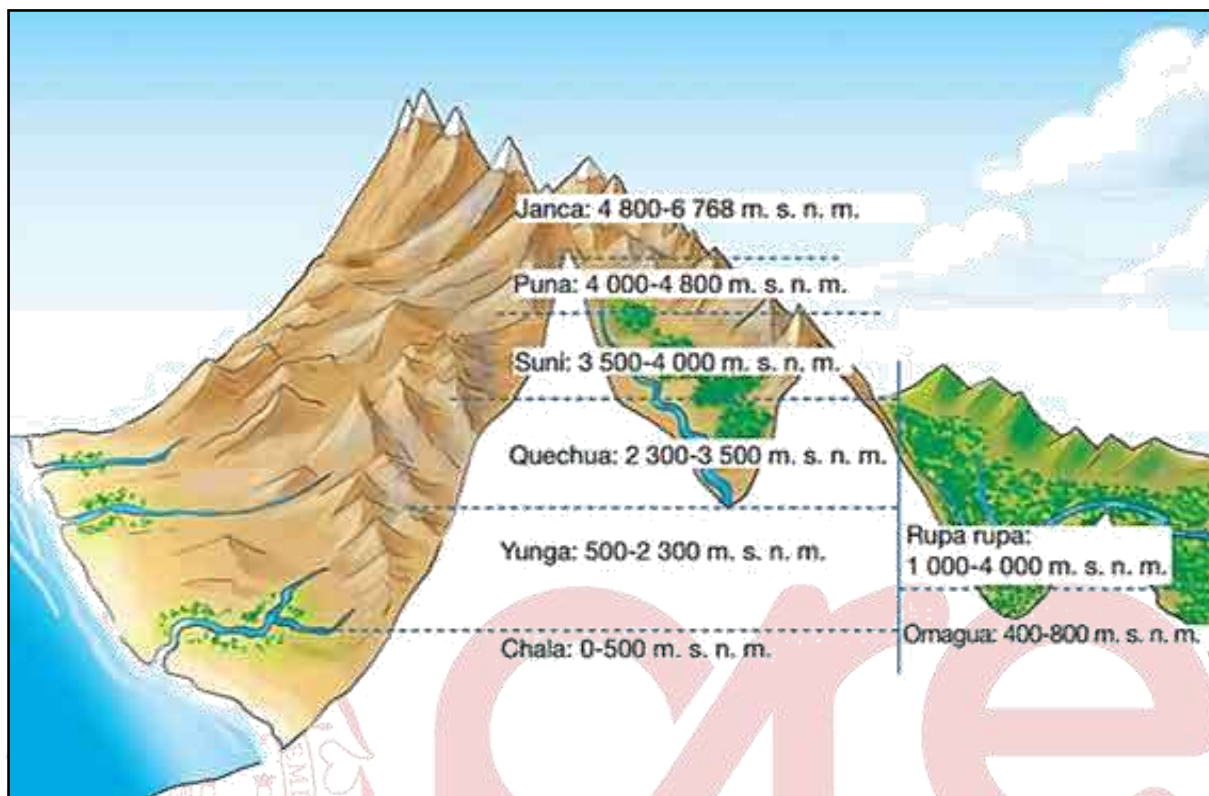 Janca: 4 800-6 768 m. s. n. m.
Puna: 4 000-4 800 m. s. n. m.
Suni: 3 500-4 000 m. s. n. m.
Quechua: 2 300-3 500 m. s. n. m.
Yunga: 500-2 300 m. s. n. m.
Chala: 0-500 m. s. n. m.
Rupa rupa:
1 000-4 000 m. s. n. m.
Omagua: 400-800 m. s. n. m.
cre